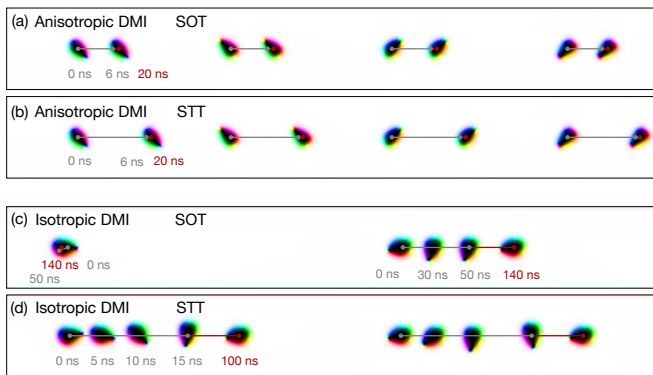 (a) Anisotropic DMI SOT
0 ns 6 ns 20 ns
(b) Anisotropic DMI STT
0 ns 6 ns 20 ns
(c) Isotropic DMI SOT
140 ns 0 ns 0 ns 30 ns 50 ns 140 ns
50 ns
(d) Isotropic DMI STT
0 ns 5 ns 10 ns 15 ns 100 ns